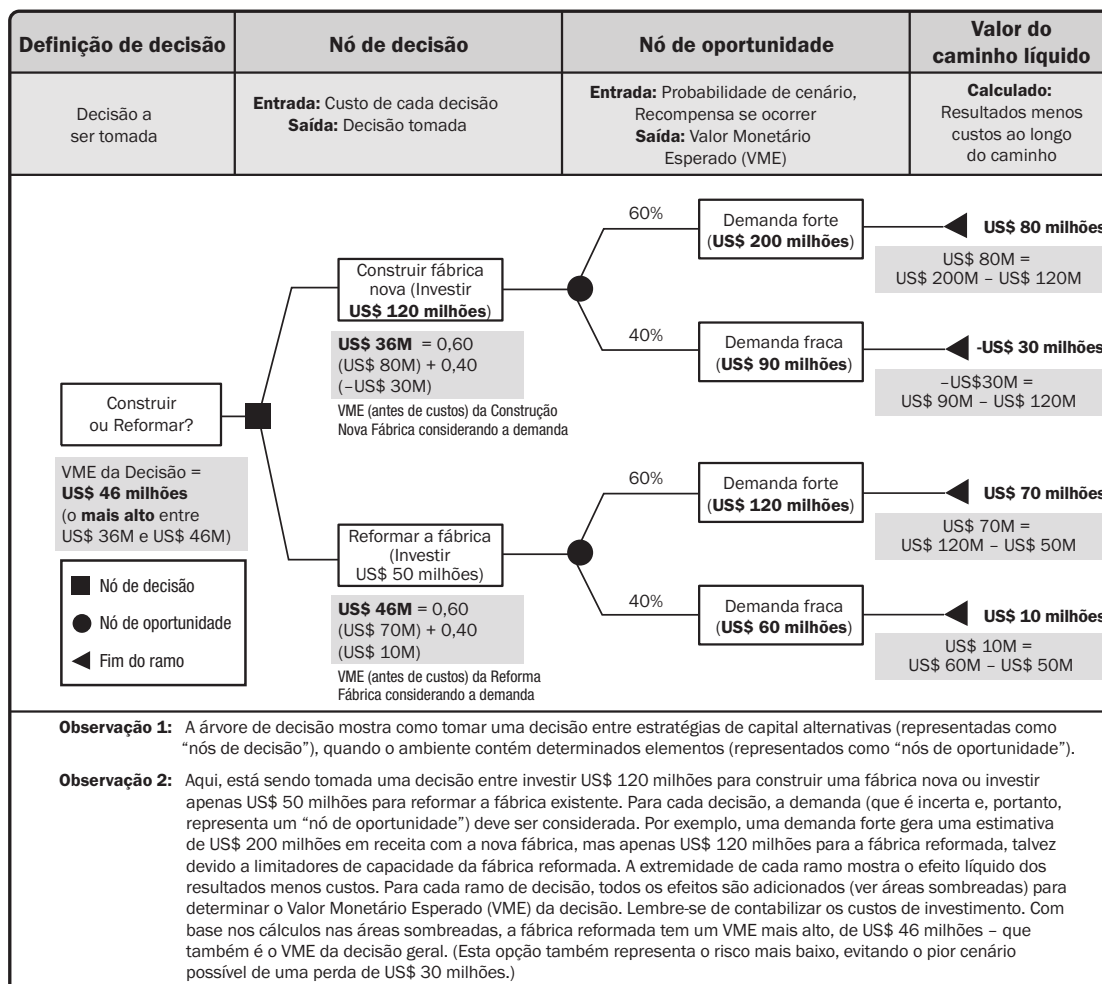 Definição de decisão
Nó de decisão
Nó de oportunidade
Valor do
caminho líquido
Decisão a
ser tomada
Entrada: Custo de cada decisão
Saída: Decisão tomada
Entrada: Probabilidade de cenário,
Recompensa se ocorrer
Saída: Valor Monetário
Esperado (VME)
Calculado:
Resultados menos
custos ao longo
do caminho
Construir
ou Reformar?
VME da Decisão =
US$ 46 milhões
(o mais alto entre
US$ 36M e US$ 46M)
Nó de decisão
Nó de oportunidade
Fim do ramo
Construir fábrica
nova (Investir
US$ 120 milhões)
US$ 36M = 0,60
(US$ 80M) + 0,40
(–US$ 30M)
VME (antes de custos) da Construção
Nova Fábrica considerando a demanda
60%
Demanda forte
(US$ 200 milhões)
US$ 80 milhões
US$ 80M =
US$ 200M – US$ 120M
40%
Demanda fraca
(US$ 90 milhões)
-US$ 30 milhões
–US$30M =
US$ 90M – US$ 120M
Reformar a fábrica
(Investir
US$ 50 milhões)
US$ 46M = 0,60
(US$ 70M) + 0,40
(US$ 10M)
VME (antes de custos) da Reforma
Fábrica considerando a demanda
60%
Demanda forte
(US$ 120 milhões)
US$ 70 milhões
US$ 70M =
US$ 120M – US$ 50M
40%
Demanda fraca
(US$ 60 milhões)
US$ 10 milhões
US$ 10M =
US$ 60M – US$ 50M
Observação 1: A árvore de decisão mostra como tomar uma decisão entre estratégias de capital alternativas (representadas como
“nós de decisão”), quando o ambiente contém determinados elementos (representados como “nós de oportunidade”).
Observação 2: Aqui, está sendo tomada uma decisão entre investir US$ 120 milhões para construir uma fábrica nova ou investir
apenas US$ 50 milhões para reformar a fábrica existente. Para cada decisão, a demanda (que é incerta e, portanto,
representa um “nó de oportunidade”) deve ser considerada. Por exemplo, uma demanda forte gera uma estimativa
de US$ 200 milhões em receita com a nova fábrica, mas apenas US$ 120 milhões para a fábrica reformada, talvez
devido a limitadores de capacidade da fábrica reformada. A extremidade de cada ramo mostra o efeito líquido dos
resultados menos custos. Para cada ramo de decisão, todos os efeitos são adicionados (ver áreas sombreadas) para
determinar o Valor Monetário Esperado (VME) da decisão. Lembre-se de contabilizar os custos de investimento. Com
base nos cálculos nas áreas sombreadas, a fábrica reformada tem um VME mais alto, de US$ 46 milhões – que
também é o VME da decisão geral. (Esta opção também representa o risco mais baixo, evitando o pior cenário
possível de uma perda de US$ 30 milhões.)